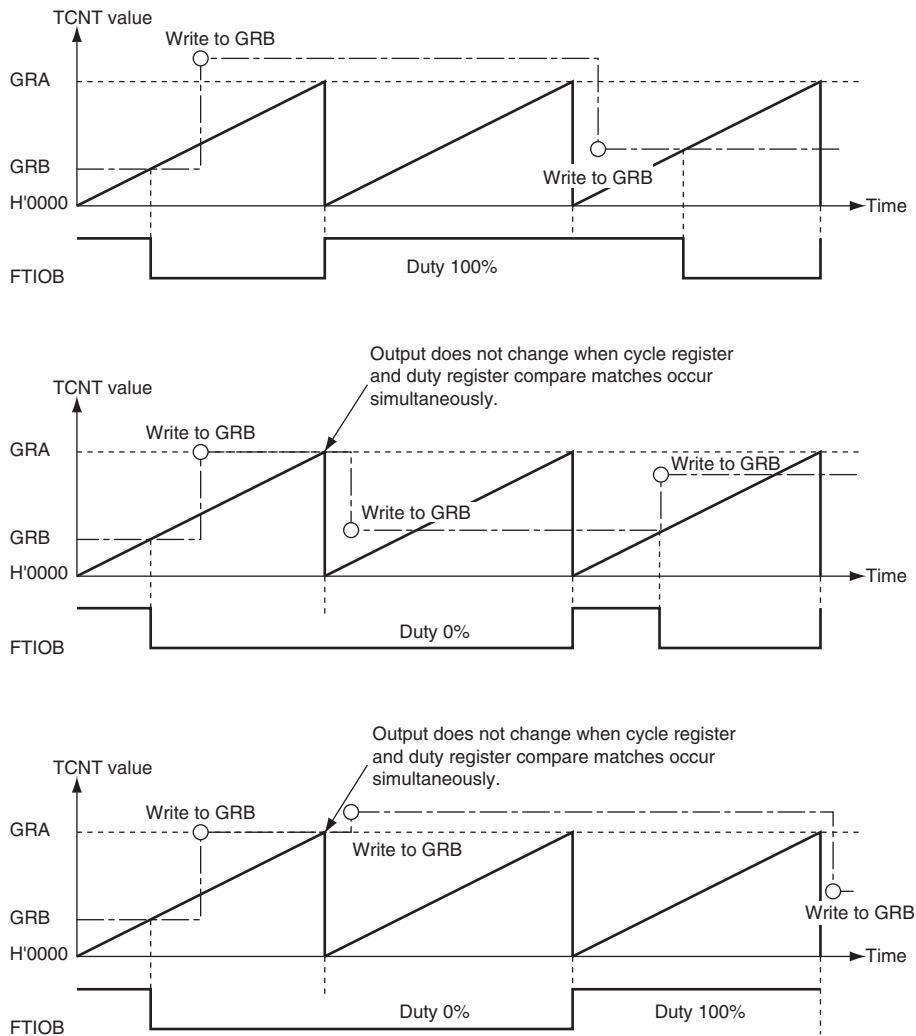 TCNT value
Write to GRB
GRA
GRB
Write to GRB
H'0000
Time
Duty 100%
FTIOB
Output does not change when cycle register
and duty register compare matches occur
simultaneously.
TCNT value
Write to GRB
GRA
Write to GRB
Write to GRB
GRB
H'0000
Time
Duty 0%
FTIOB
Output does not change when cycle register
and duty register compare matches occur
simultaneously.
TCNT value
Write to GRB
GRA
Write to GRB
GRB
Write to GRB
H'0000
Time
Duty 0%
Duty 100%
FTIOB